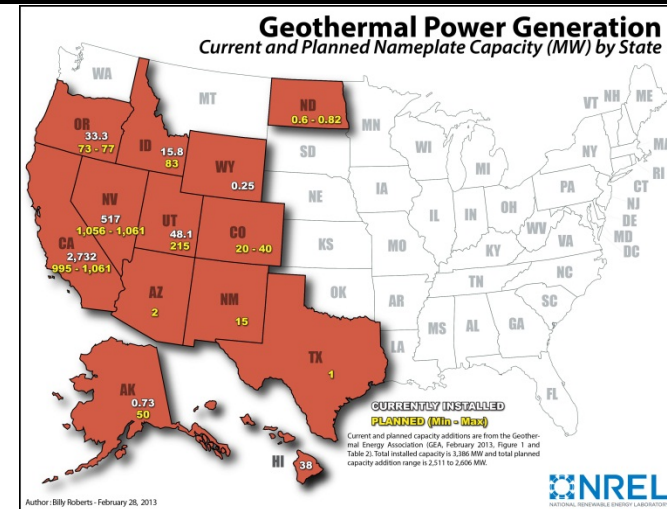 Geothermal Power Generation
Current and Planned Nameplate Capacity (MW) by State
WA
MT
ND
0.6 - 0.82
MN
VT NH ME
OR
33.3
73 - 77
ID
15.8
83
WY
0.25
SD
WI
MI
NY
MA
RI
CT
NJ
DE
MD
DC
NV
517
1,056 - 1,061
UT
48.1
215
CO
20 - 40
NE
IA
IL
IN
OH
PA
WV
VA
CA
2,732
995 - 1,061
KS
MO
KY
NC
AZ
2
NM
15
OK
AR
TN
SC
TX
1
LA
MS
AL
GA
FL
AK
0.73
50
HI
38
CURRENTLY INSTALLED
PLANNED (Min - Max)
Current and planned capacity additions are from the Geother-
mal Energy Association (GEA, February 2013, Figure 1 and
Table 2). Total installed capacity is 3,386 MW and total planned
capacity addition range is 2,511 to 2,606 MW.
Author : Billy Roberts - February 28, 2013
NREL
NATIONAL RENEWABLE ENERGY LABORATORY